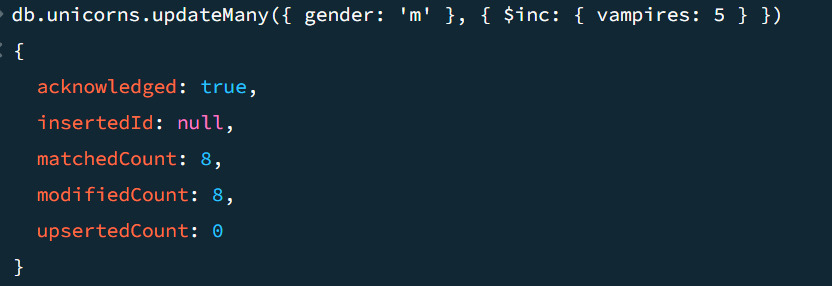 db.unicorns.updateMany({ gender: 'm' }, { $inc: { vampires: 5 } })
{
  acknowledged: true,
  insertedId: null,
  matchedCount: 8,
  modifiedCount: 8,
  upsertedCount: 0
}